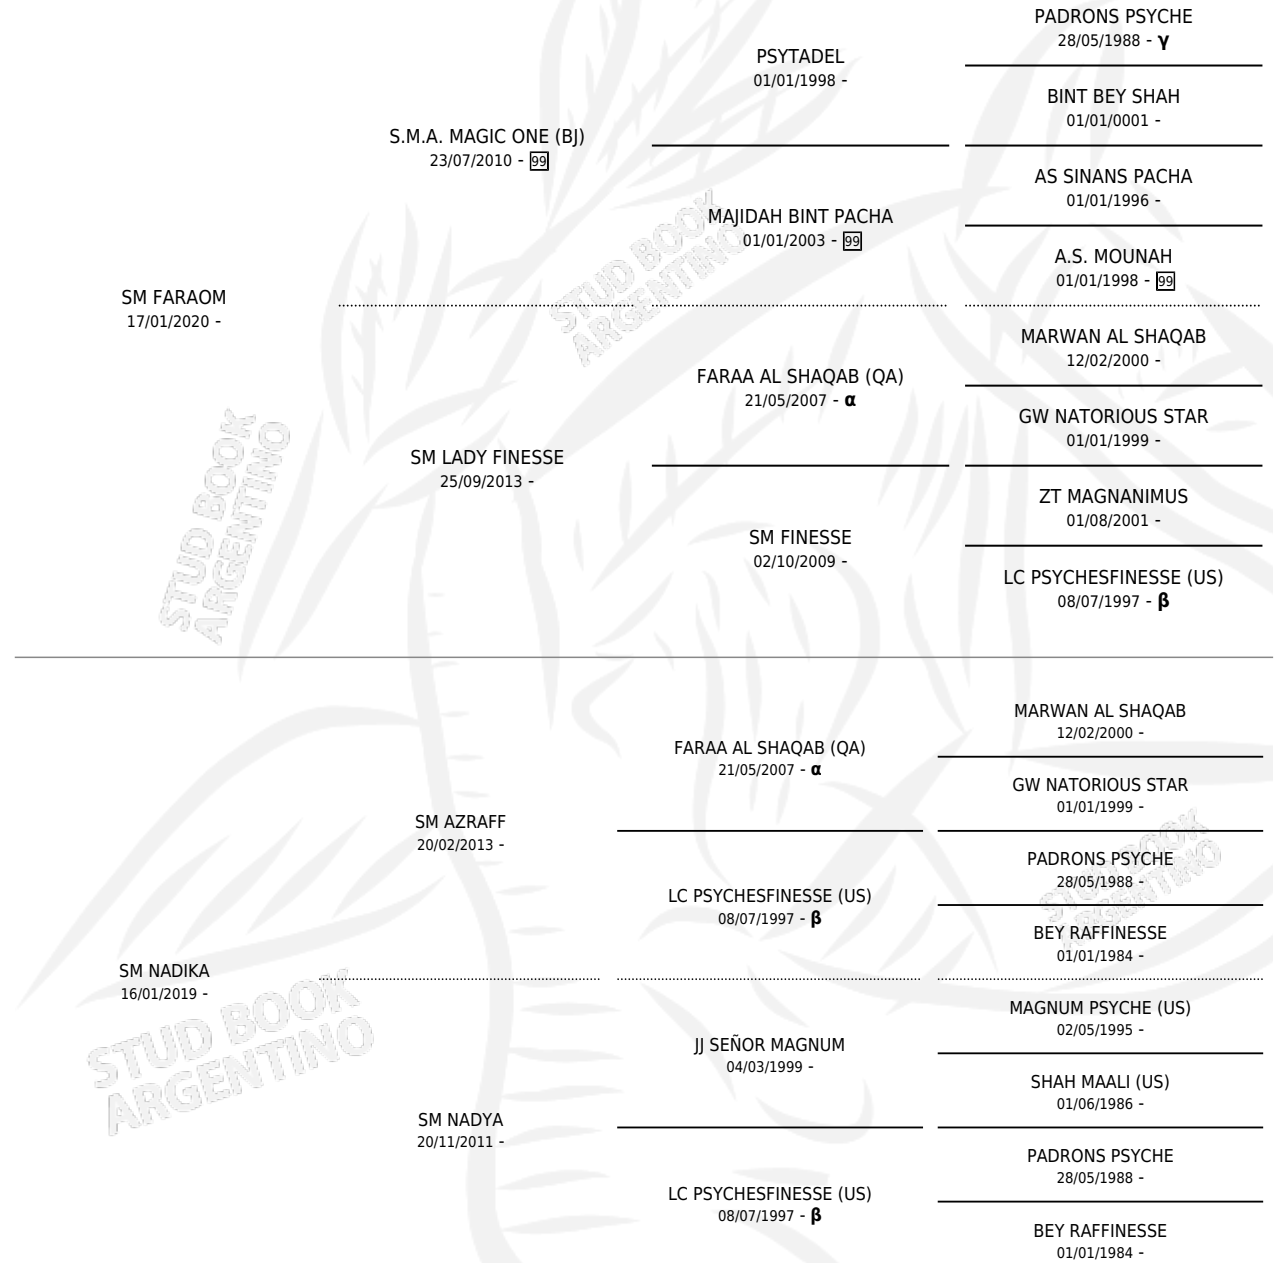 PADRONS PSYCHE
28/05/1988 - γ
PSYTADEL
01/01/1998 -
BINT BEY SHAH
01/01/0001 -
S.M.A. MAGIC ONE (BJ)
23/07/2010 - 99
AS SINANS PACHA
01/01/1996 -
MAJIDAH BINT PACHA
01/01/2003 - 99
A.S. MOUNAH
01/01/1998 - 99
SM FARAOM
17/01/2020 -
MARWAN AL SHAQAB
12/02/2000 -
FARAA AL SHAQAB (QA)
21/05/2007 - α
GW NATORIOUS STAR
01/01/1999 -
SM LADY FINESSE
25/09/2013 -
ZT MAGNANIMUS
01/08/2001 -
SM FINESSE
02/10/2009 -
LC PSYCHESFINESSE (US)
08/07/1997 - β
MARWAN AL SHAQAB
12/02/2000 -
FARAA AL SHAQAB (QA)
21/05/2007 - α
GW NATORIOUS STAR
01/01/1999 -
SM AZRAFF
20/02/2013 -
PADRONS PSYCHE
28/05/1988 -
LC PSYCHESFINESSE (US)
08/07/1997 - β
BEY RAFFINESSE
01/01/1984 -
SM NADIKA
16/01/2019 -
MAGNUM PSYCHE (US)
02/05/1995 -
JJ SEÑOR MAGNUM
04/03/1999 -
SHAH MAALI (US)
01/06/1986 -
SM NADYA
20/11/2011 -
PADRONS PSYCHE
28/05/1988 -
LC PSYCHESFINESSE (US)
08/07/1997 - β
BEY RAFFINESSE
01/01/1984 -
STUD BOOK
ARGENTINO
STUD BOOK
ARGENTINO
STUD BOOK
ARGENTINO
STUD BOOK
ARGENTINO